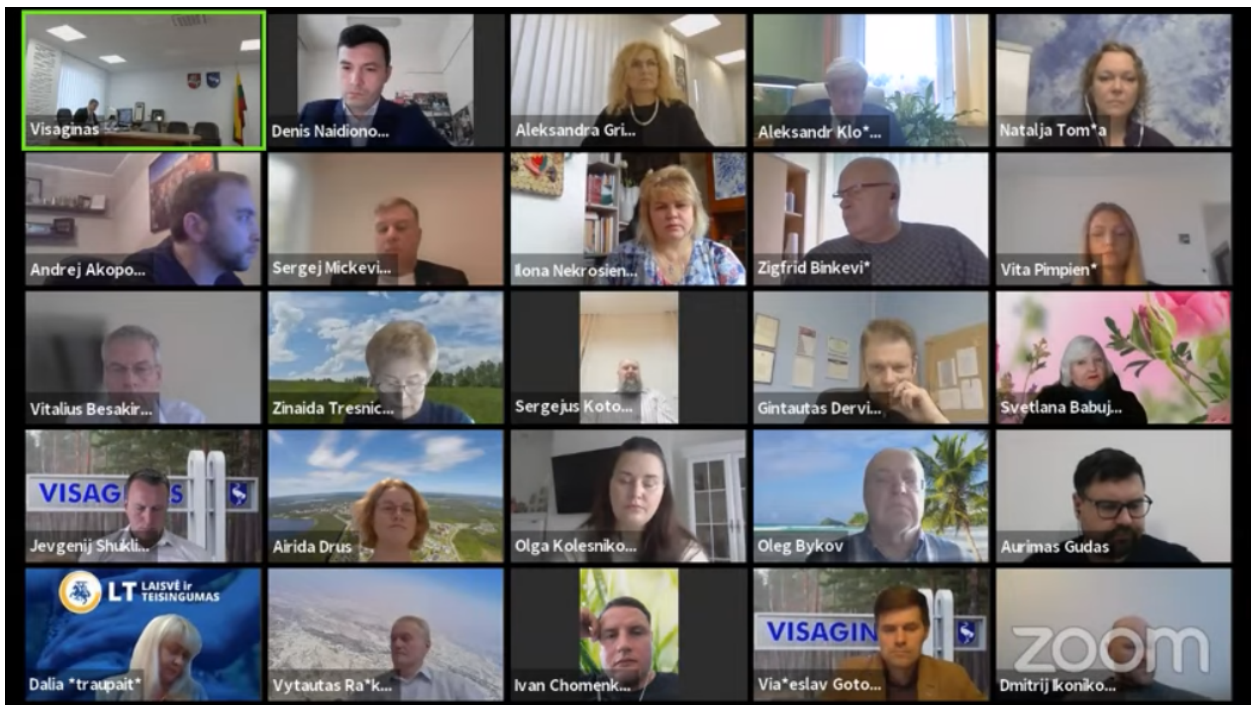 Visaginas
Denis Naidiono...
Aleksandra Gri...
Aleksandr Klo*...
Natalja Tom*a
Andrej Akopo...
Sergej Mickevi...
Ilona Nekrosien...
Zigfrid Binkevi*
Vita Pimpien*
Vitalius Besakir...
Zinaida Tresnic...
Sergejus Koto...
Gintautas Dervi...
Svetlana Babuj...
VISAG S
Jevgenij Shukli...
Airida Drus
Olga Kolesniko...
Oleg Bykov
Aurimas Gudas
LT LAISVĖ ir
TEISINGUMAS
Dalia *traupait*
Vytautas Ra*k...
Ivan Chomenk...
VISAGIN
Via*eslav Goto...
zoom
Dmitrij Ikoniko...